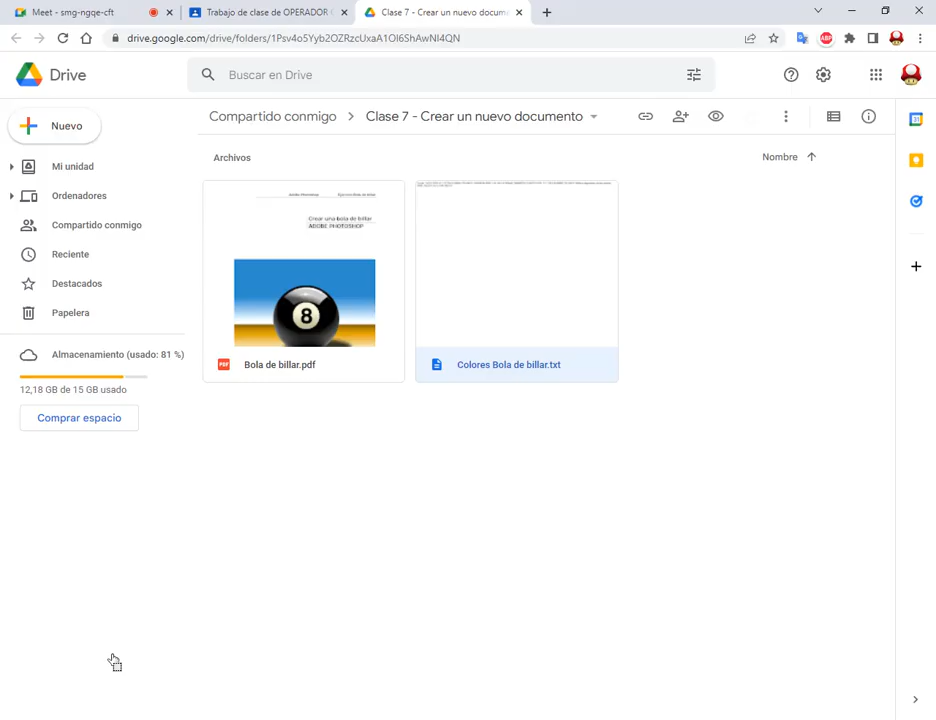 Meet - smg-ngqe-cft
Trabajo de clase de OPERADOR
Clase 7 - Crear un nuevo docum
drive.google.com/drive/folders/1Psv4o5Yyb2OZRzcUxaA1Ol6ShAwNI4QN
ABP
Drive
Buscar en Drive
Nuevo
Compartido conmigo
Clase 7 - Crear un nuevo documento
Mi unidad
Ordenadores
Compartido conmigo
Reciente
Destacados
Papelera
Almacenamiento (usado: 81 %)
12,18 GB de 15 GB usado
Comprar espacio
Archivos
Nombre
Crear una bola de billar
ADOBE PHOTOSHOP
8
PDF
Bola de billar.pdf
Colores Bola de billar.txt